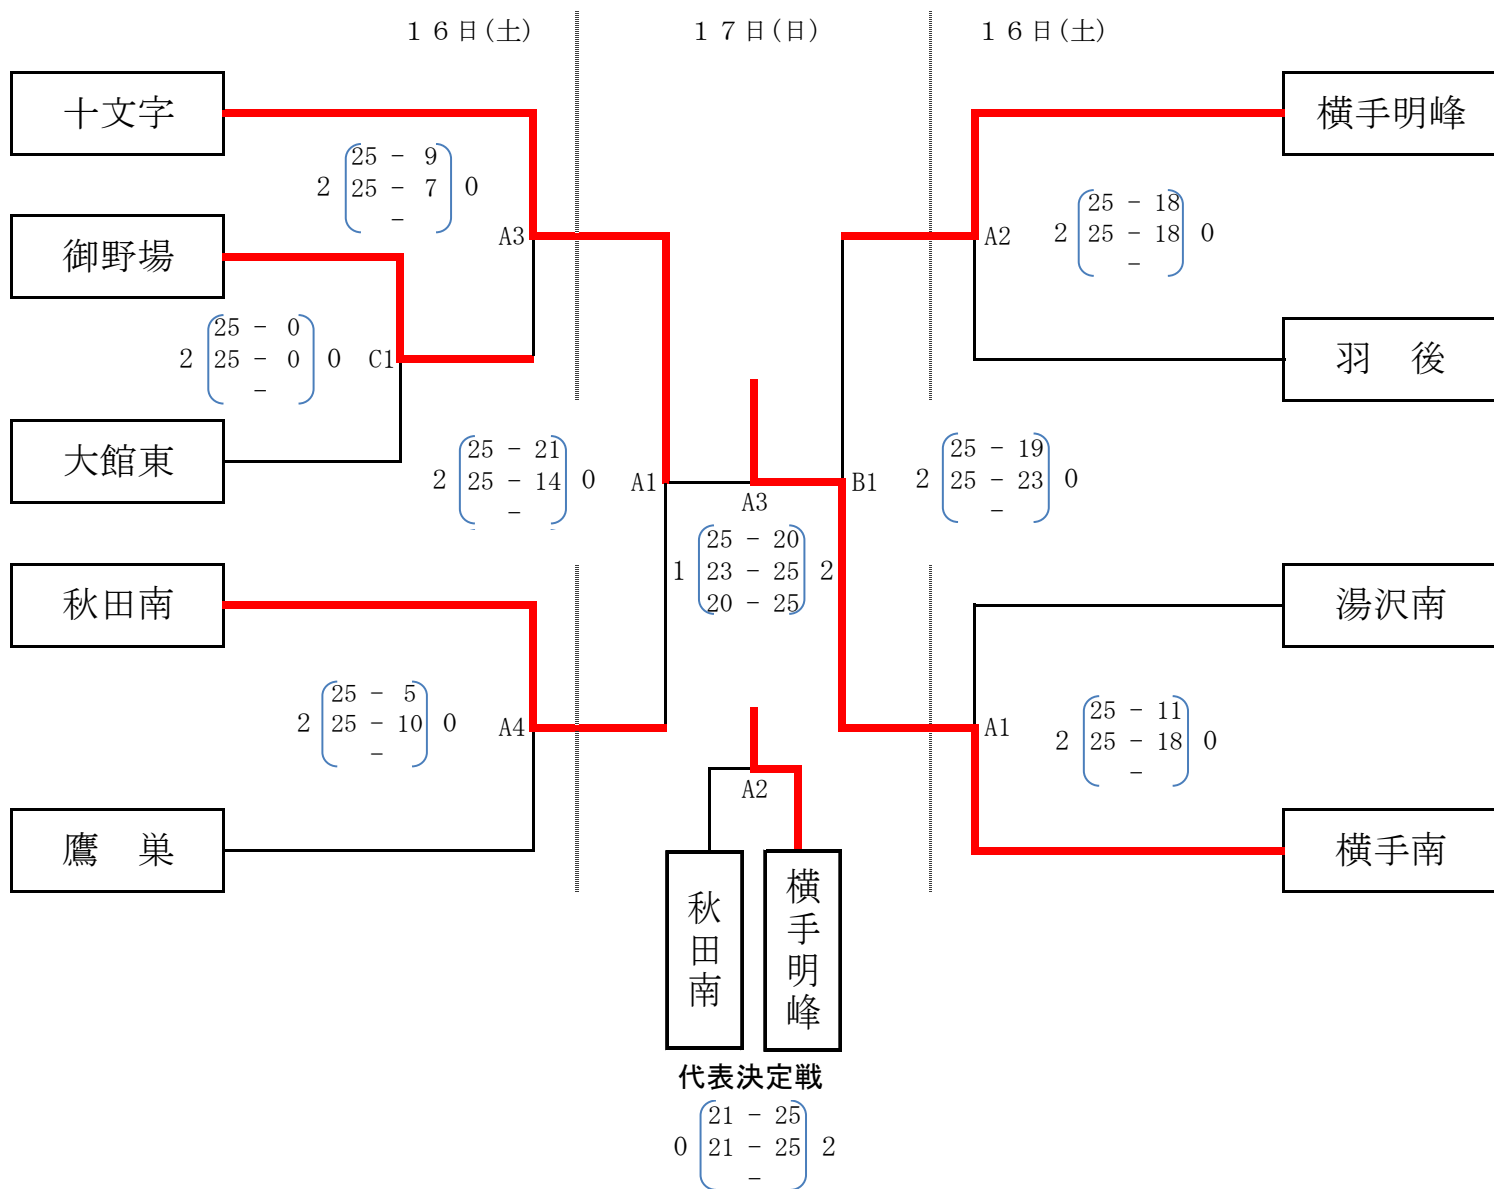 １６日(土)
１７日(日)
１６日(土)
十文字
横手明峰
25 － 9
2 25 － 7 0
－
A3
25 － 18
A2 2 25 － 18 0
－
御野場
25 － 0
2 25 － 0 0 C1
－
羽　後
大館東
25 － 21
2 25 － 14 0 A1
－
A3
25 － 19
B1 2 25 － 23 0
－
25 － 20
1 23 － 25 2
20 － 25
秋田南
湯沢南
25 － 5
2 25 － 10 0 A4
－
25 － 11
A1 2 25 － 18 0
－
A2
鷹　巣
横手南
秋田南
横手明峰
代表決定戦
21 － 25
0 21 － 25 2
－